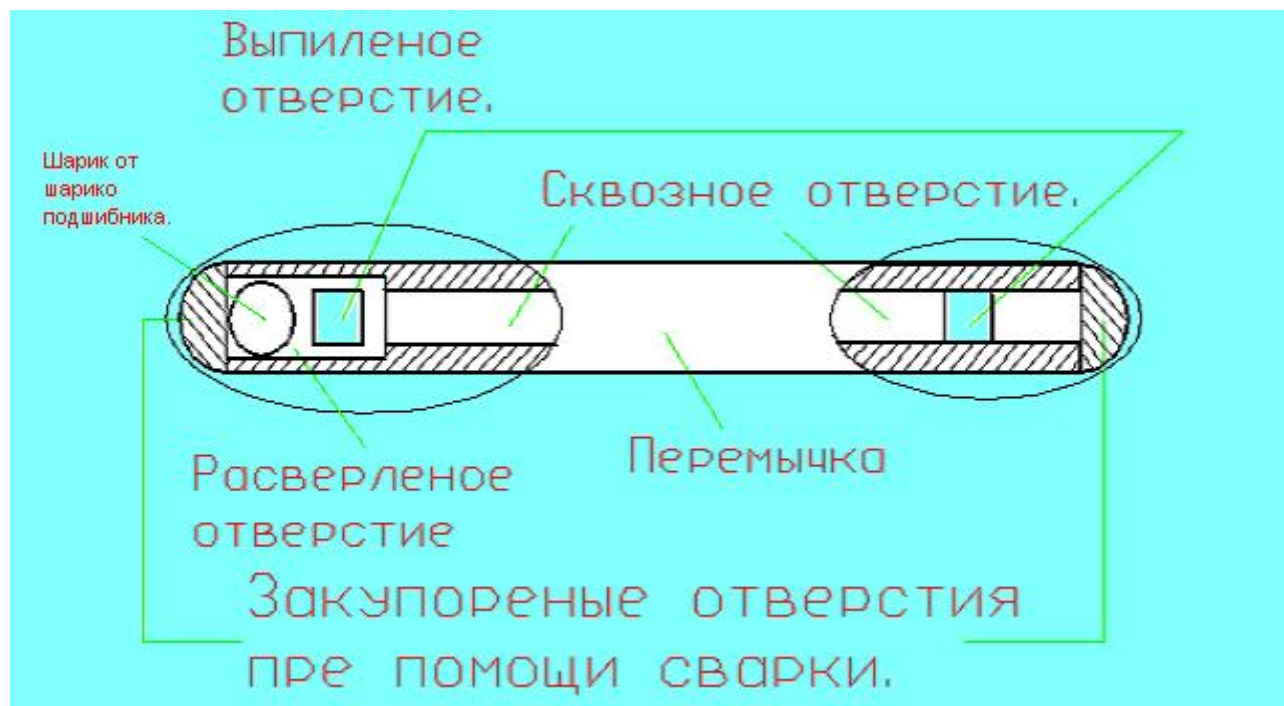 Выпиленое
отверстие.
Шарик от
шарико
подшибника.
Сквозное отверстие.
Перемычка
Расверленое
отверстие
Закупореные отверстия
пре помощи сварки.